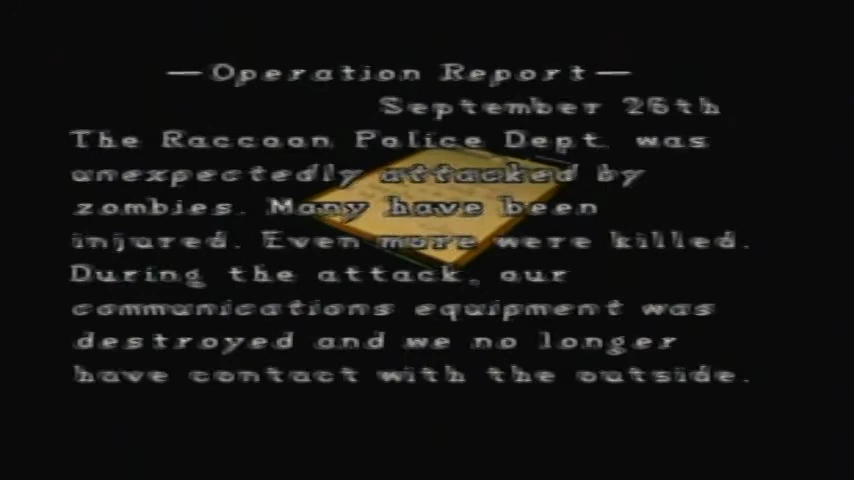 —Operation Report—
September 26th
The Raccoon Police Dept. was
unexpectedly attacked by
zombies. Many have been
injured. Even more were killed.
During the attack, our
communications equipment was
destroyed and we no longer
have contact with the outside.